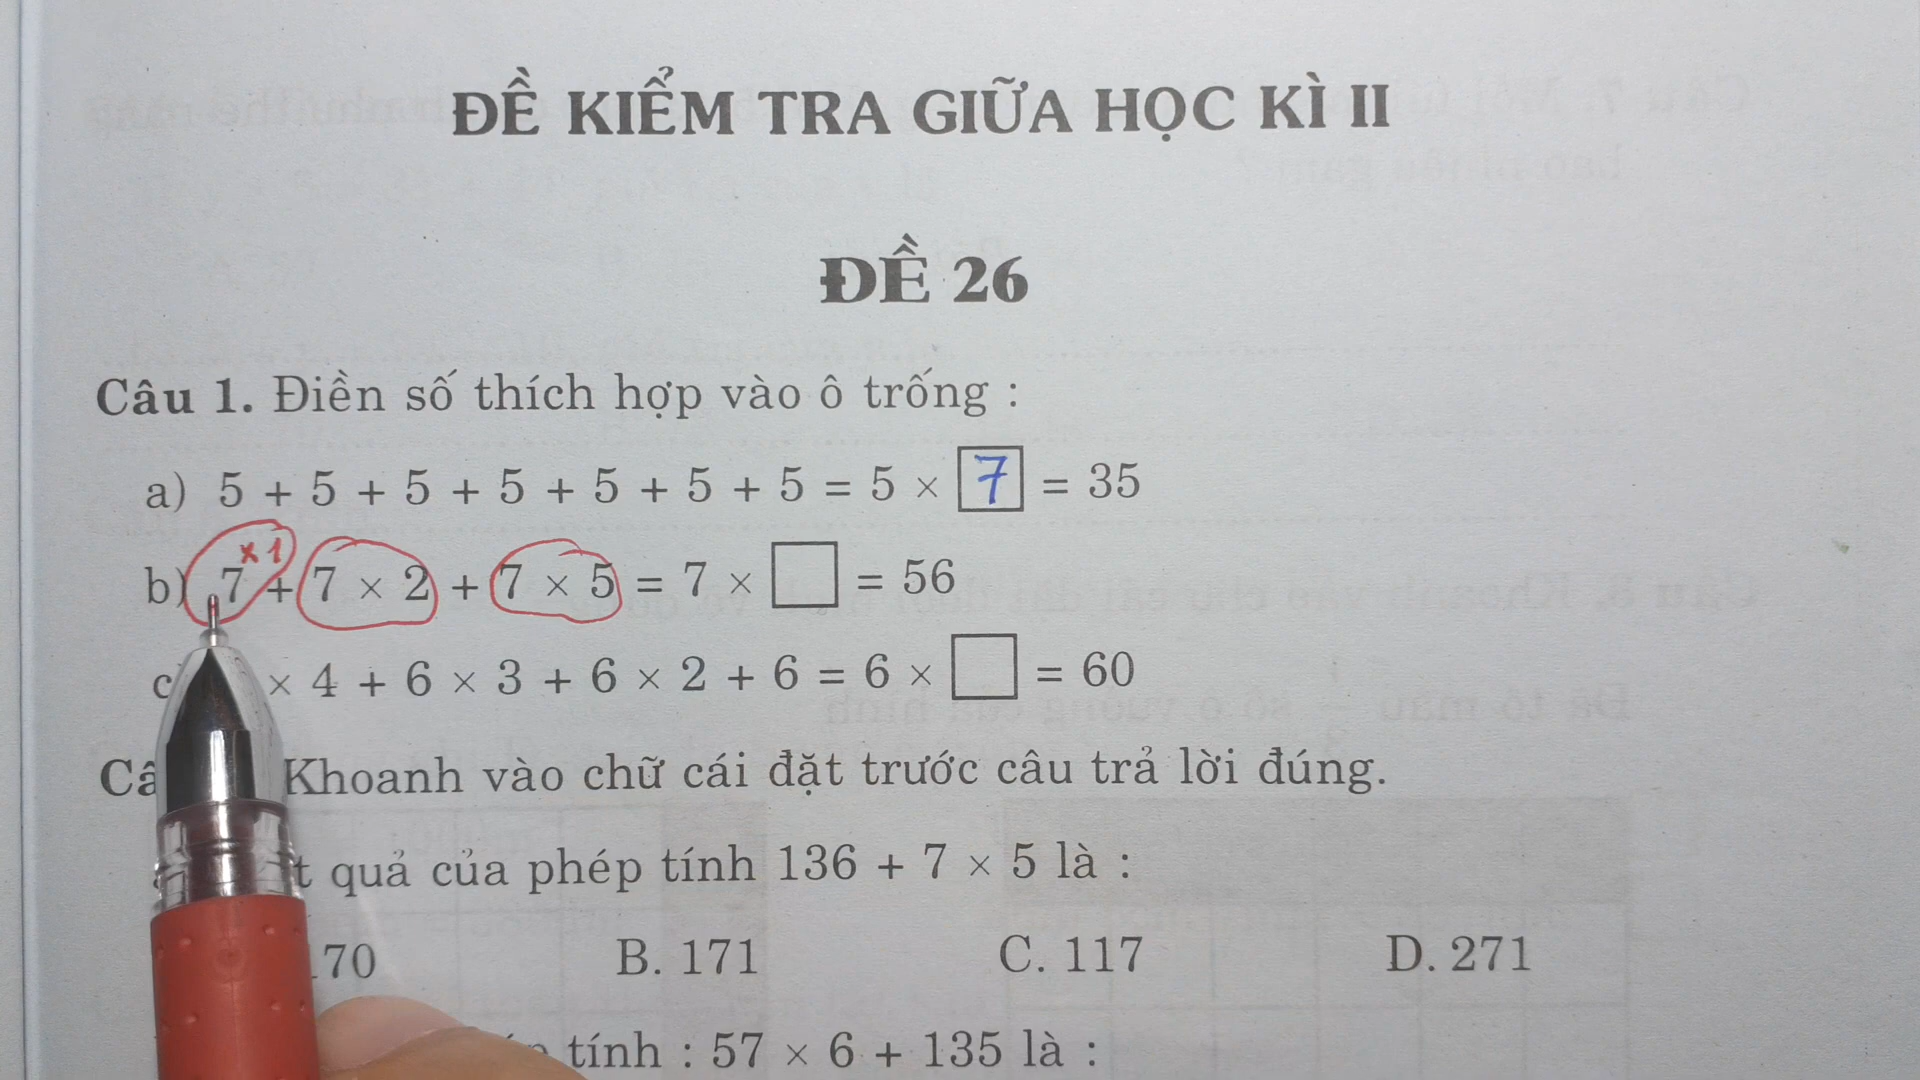 ĐỀ KIỂM TRA GIỮA HỌC KÌ II
ĐỀ 26
Câu 1. Điền số thích hợp vào ô trống :
a) 5 + 5 + 5 + 5 + 5 + 5 + 5 = 5 × 7 = 35
b) 7 × 1 + 7 × 2 + 7 × 5 = 7 × □ = 56
× 4 + 6 × 3 + 6 × 2 + 6 = 6 × □ = 60
Khoanh vào chữ cái đặt trước câu trả lời đúng.
quả của phép tính 136 + 7 × 5 là :
B. 171 C. 117 D. 271
tính : 57 × 6 + 135 là :